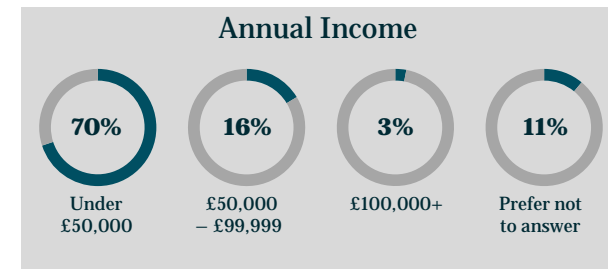 Annual Income
70%
16%
3%
11%
Under
£50,000
£50,000
– £99,999
£100,000+
Prefer not
to answer